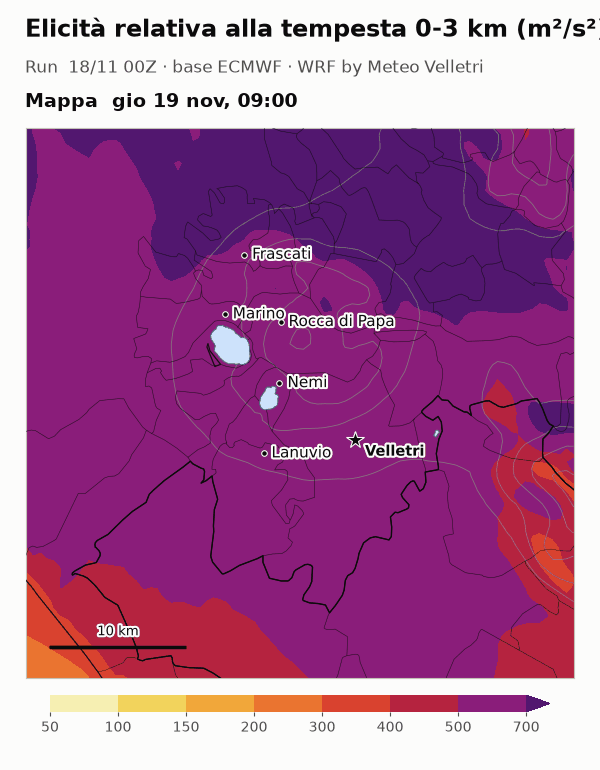 Elicità relativa alla tempesta 0-3 km (m²/s²)
Run 18/11 00Z · base ECMWF · WRF by Meteo Velletri
Mappa gio 19 nov, 09:00
Frascati
Marino
Rocca di Papa
Nemi
Velletri
Lanuvio
10 km
50 100 150 200 300 400 500 700